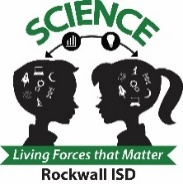 SCIENCE
Living Forces that Matter
Rockwall ISD